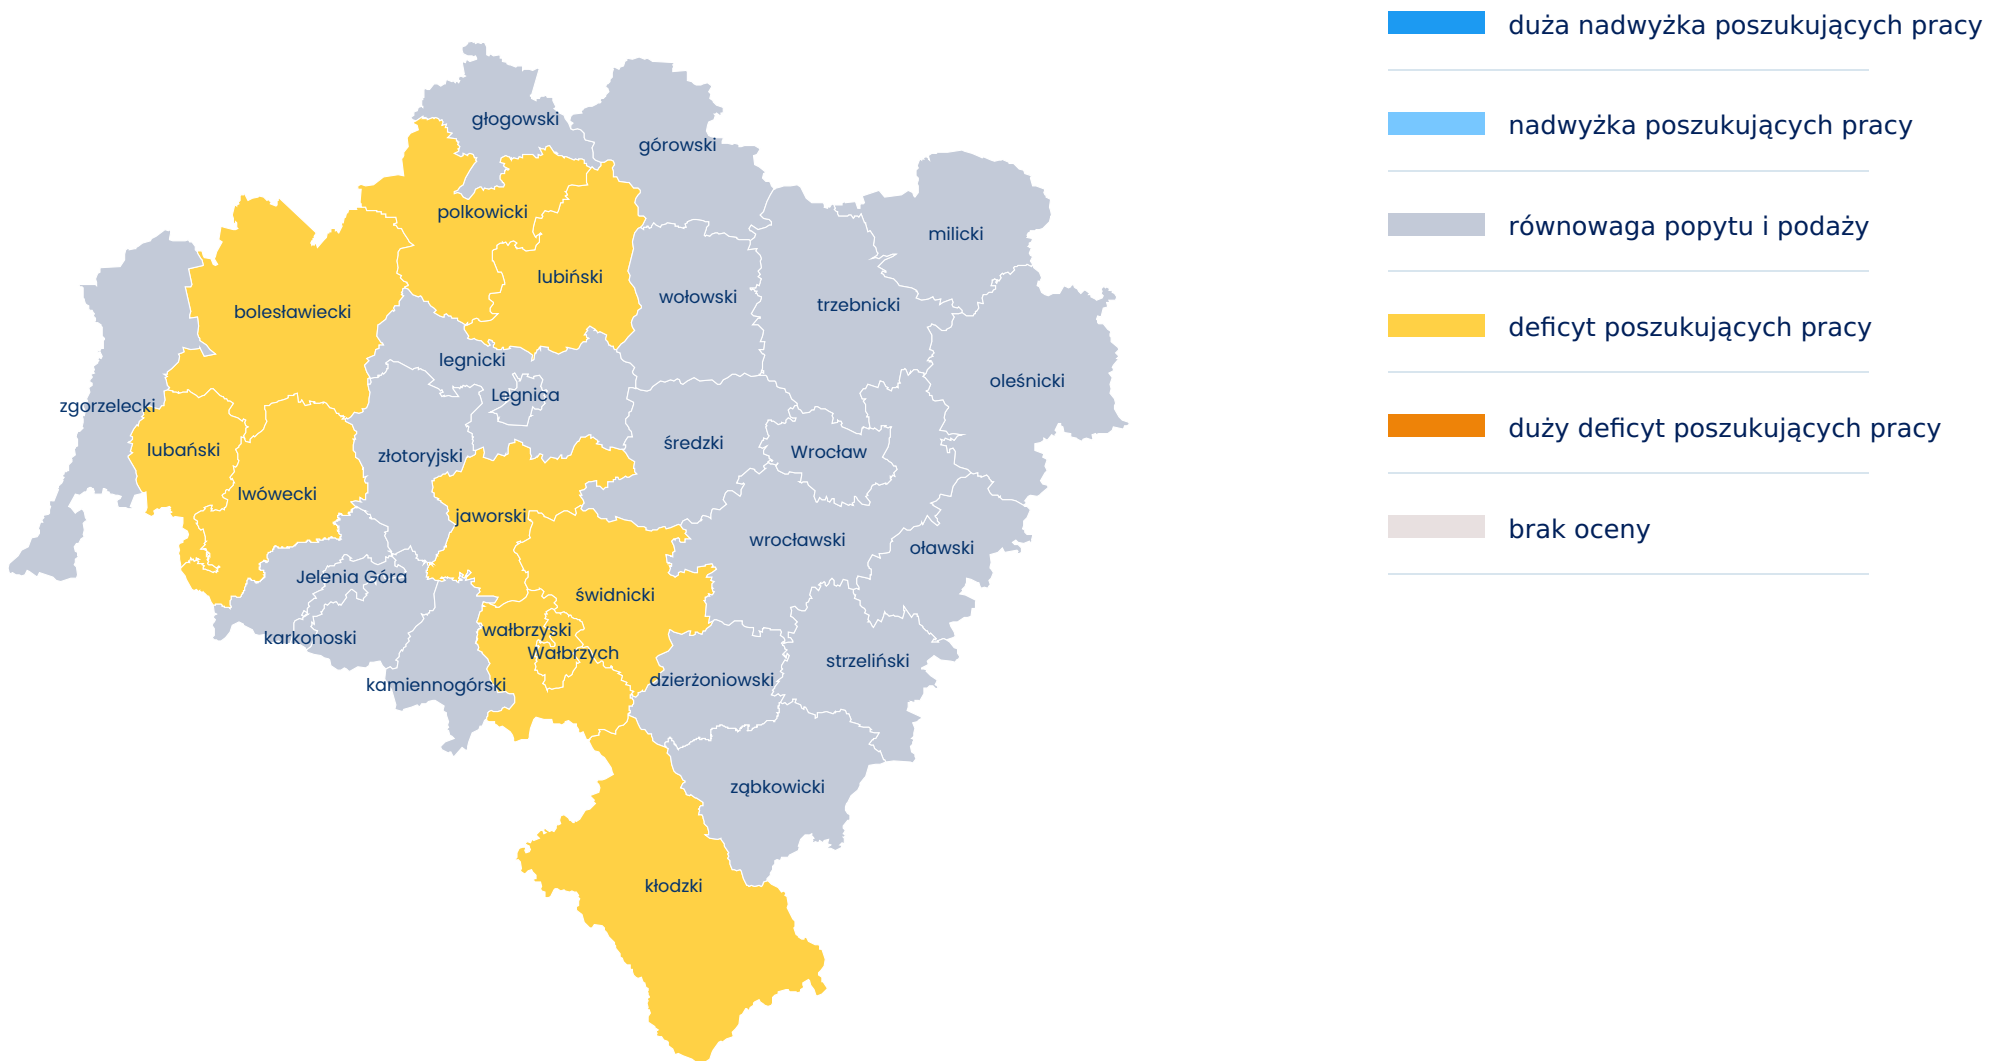 głogowski
górowski
polkowicki
milicki
lubiński
wołowski
trzebnicki
bolesławiecki
legnicki
oleśnicki
Legnica
zgorzelecki
lubański
złotoryjski
średzki
Wrocław
lwówecki
jaworski
wrocławski
oławski
Jelenia Góra
świdnicki
karkonoski
wałbrzyski
Wałbrzych
strzeliński
kamiennogórski
dzierżoniowski
ząbkowicki
kłodzki
duża nadwyżka poszukujących pracy
nadwyżka poszukujących pracy
równowaga popytu i podaży
deficyt poszukujących pracy
duży deficyt poszukujących pracy
brak oceny